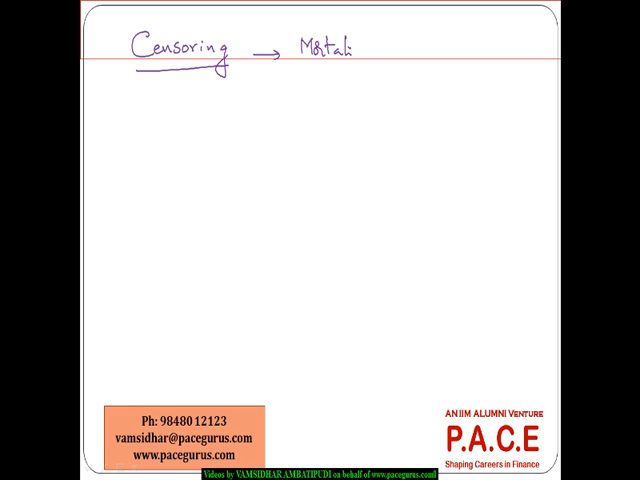 Censoring → Mortali
Ph: 98480 12123
vamsidhar@pacegurus.com
www.pacegurus.com
AN IIM ALUMNI VENTURE
P.A.C.E
Shaping Careers in Finance
Videos by VAMSIDHAR AMBATIPUDI on behalf of www.pacegurus.com